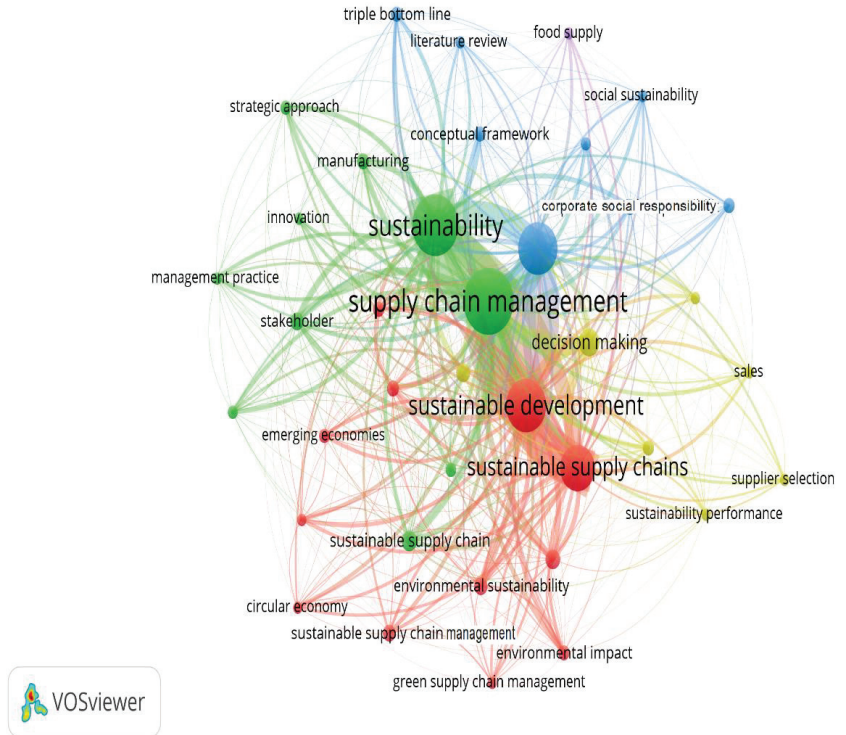 triple bottom line
literature review
food supply
social sustainability
strategic approach
conceptual framework
manufacturing
corporate social responsibility
innovation
sustainability
management practice
supply chain management
stakeholder
decision making
sales
sustainable development
emerging economies
sustainable supply chains
supplier selection
sustainability performance
sustainable supply chain
environmental sustainability
circular economy
sustainable supply chain management
environmental impact
green supply chain management
VOSviewer